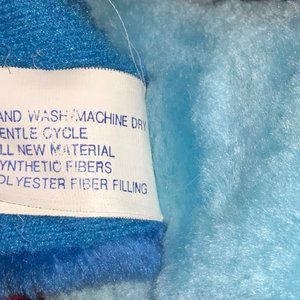 AND WASH/MACHINE DRY
ENTLE CYCLE
LL NEW MATERIAL
YNTHETIC FIBERS
OLYESTER FIBER FILLING